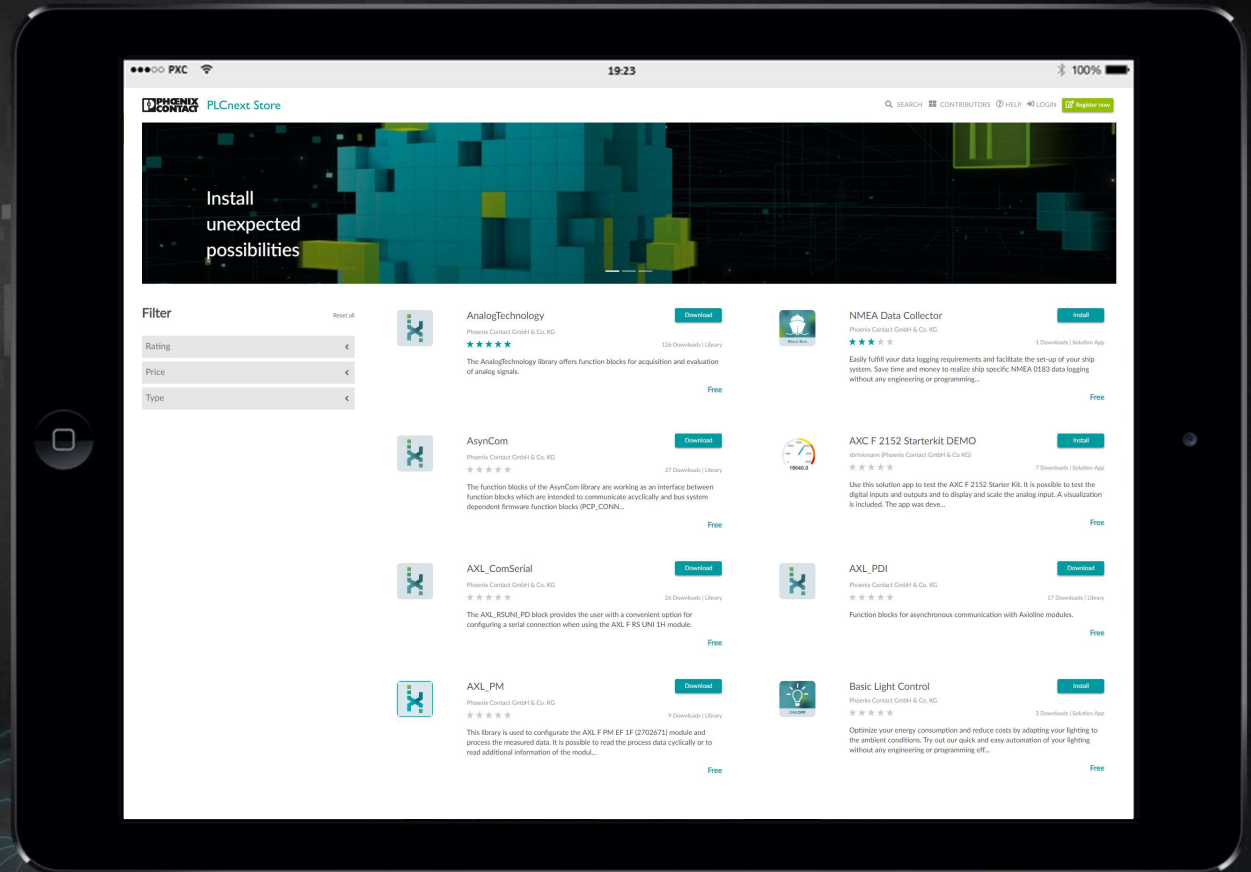 PXC
19:23
100%
PHŒNIX
CONTACT
PLCnext Store
SEARCH
CONTRIBUTORS
HELP
LOGIN
Register now
Install
unexpected
possibilities
Filter
Reset all
Rating
Price
Type
AnalogTechnology
Download
Phoenix Contact GmbH & Co. KG
126 Downloads | Library
The AnalogTechnology library offers function blocks for acquisition and evaluation
of analog signals.
Free
NMEA Data Collector
Install
Black Box
Phoenix Contact GmbH & Co. KG
1 Downloads | Solution App
Easily fulfill your data logging requirements and facilitate the set-up of your ship
system. Save time and money to realize ship specific NMEA 0183 data logging
without any engineering or programming...
Free
AsynCom
Download
Phoenix Contact GmbH & Co. KG
27 Downloads | Library
The function blocks of the AsynCom library are working as an interface between
function blocks which are intended to communicate acyclically and bus system
dependent firmware function blocks (PCP_CONN...
Free
AXC F 2152 Starterkit DEMO
Install
19040.0
sbrinkmann (Phoenix Contact GmbH & Co KG)
7 Downloads | Solution App
Use this solution app to test the AXC F 2152 Starter Kit. It is possible to test the
digital inputs and outputs and to display and scale the analog input. A visualization
is included. The app was deve...
Free
AXL_ComSerial
Download
Phoenix Contact GmbH & Co. KG
26 Downloads | Library
The AXL_RSUNI_PD block provides the user with a convenient option for
configuring a serial connection when using the AXL F RS UNI 1H module.
Free
AXL_PDI
Download
Phoenix Contact GmbH & Co. KG
17 Downloads | Library
Function blocks for asynchronous communication with Axioline modules.
Free
AXL_PM
Download
Phoenix Contact GmbH & Co. KG
9 Downloads | Library
This library is used to configurate the AXL F PM EF 1F (2702671) module and
process the measured data. It is possible to read the process data cyclically or to
read additional information of the modul...
Free
Basic Light Control
Install
ON/OFF
Phoenix Contact GmbH & Co. KG
3 Downloads | Solution App
Optimize your energy consumption and reduce costs by adapting your lighting to
the ambient conditions. Try out our quick and easy automation of your lighting
without any engineering or programming eff...
Free